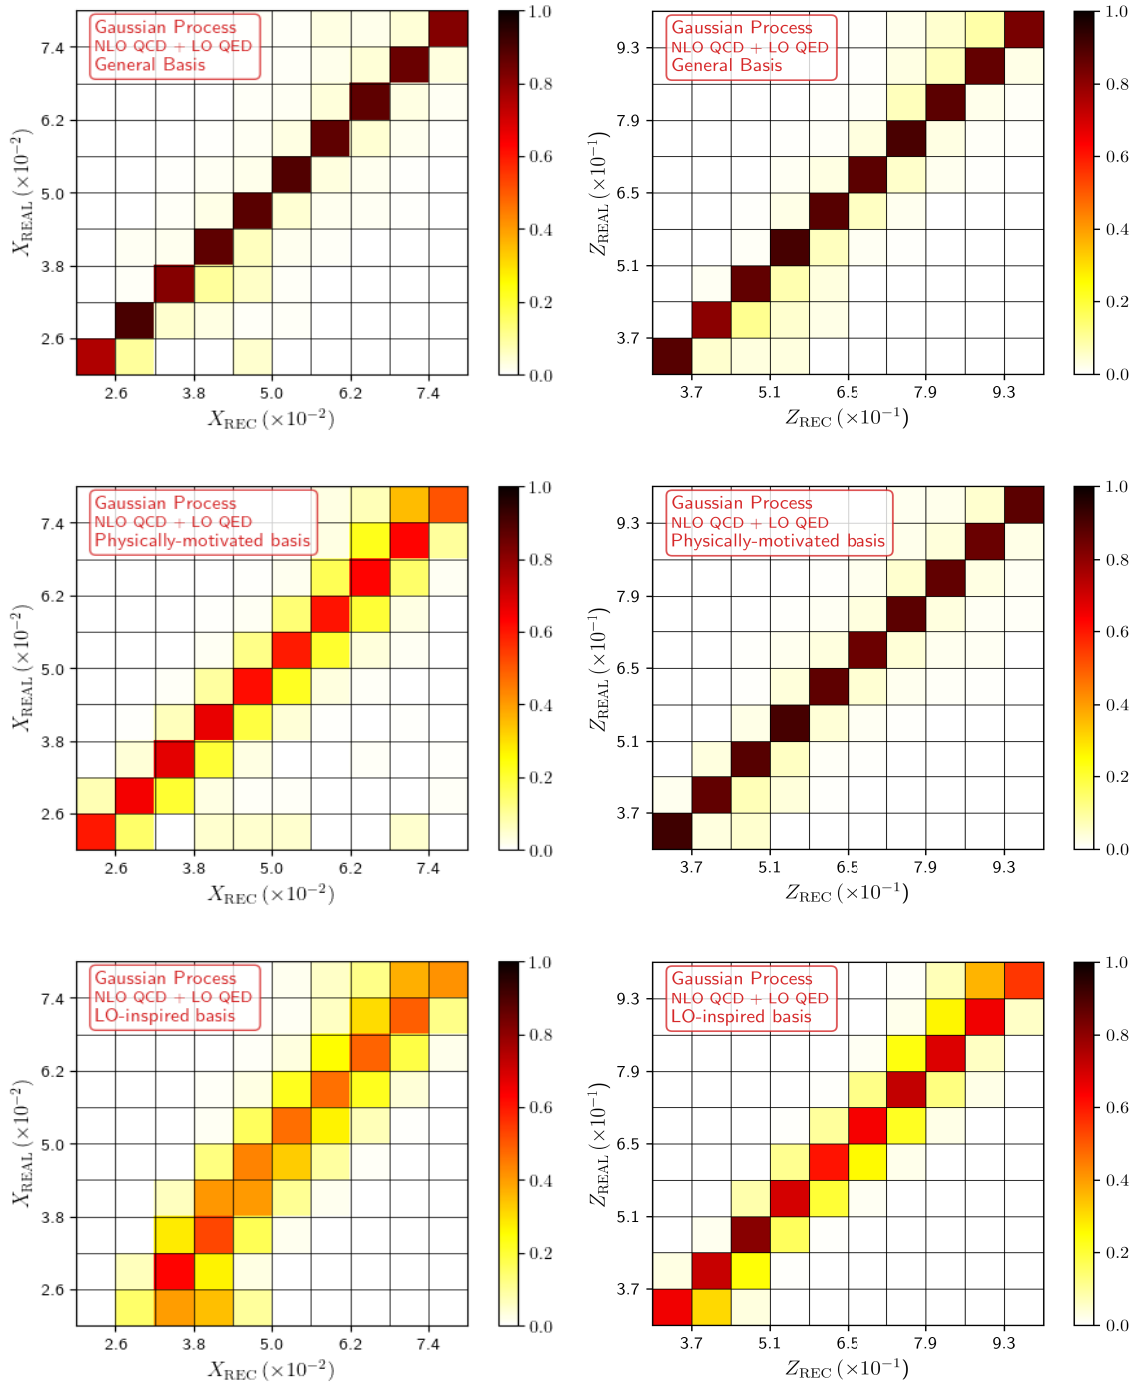 Gaussian Process
NLO QCD + LO QED
General Basis
7.4
6.2
5.0
3.8
2.6
X_REAL (×10⁻²)
2.6 3.8 5.0 6.2 7.4
X_REC (×10⁻²)
1.0
0.8
0.6
0.4
0.2
0.0
Gaussian Process
NLO QCD + LO QED
General Basis
9.3
7.9
6.5
5.1
3.7
Z_REAL (×10⁻¹)
3.7 5.1 6.5 7.9 9.3
Z_REC (×10⁻¹)
1.0
0.8
0.6
0.4
0.2
0.0
Gaussian Process
NLO QCD + LO QED
Physically-motivated basis
7.4
6.2
5.0
3.8
2.6
X_REAL (×10⁻²)
2.6 3.8 5.0 6.2 7.4
X_REC (×10⁻²)
1.0
0.8
0.6
0.4
0.2
0.0
Gaussian Process
NLO QCD + LO QED
Physically-motivated basis
9.3
7.9
6.5
5.1
3.7
Z_REAL (×10⁻¹)
3.7 5.1 6.5 7.9 9.3
Z_REC (×10⁻¹)
1.0
0.8
0.6
0.4
0.2
0.0
Gaussian Process
NLO QCD + LO QED
LO-inspired basis
7.4
6.2
5.0
3.8
2.6
X_REAL (×10⁻²)
2.6 3.8 5.0 6.2 7.4
X_REC (×10⁻²)
1.0
0.8
0.6
0.4
0.2
0.0
Gaussian Process
NLO QCD + LO QED
LO-inspired basis
9.3
7.9
6.5
5.1
3.7
Z_REAL (×10⁻¹)
3.7 5.1 6.5 7.9 9.3
Z_REC (×10⁻¹)
1.0
0.8
0.6
0.4
0.2
0.0